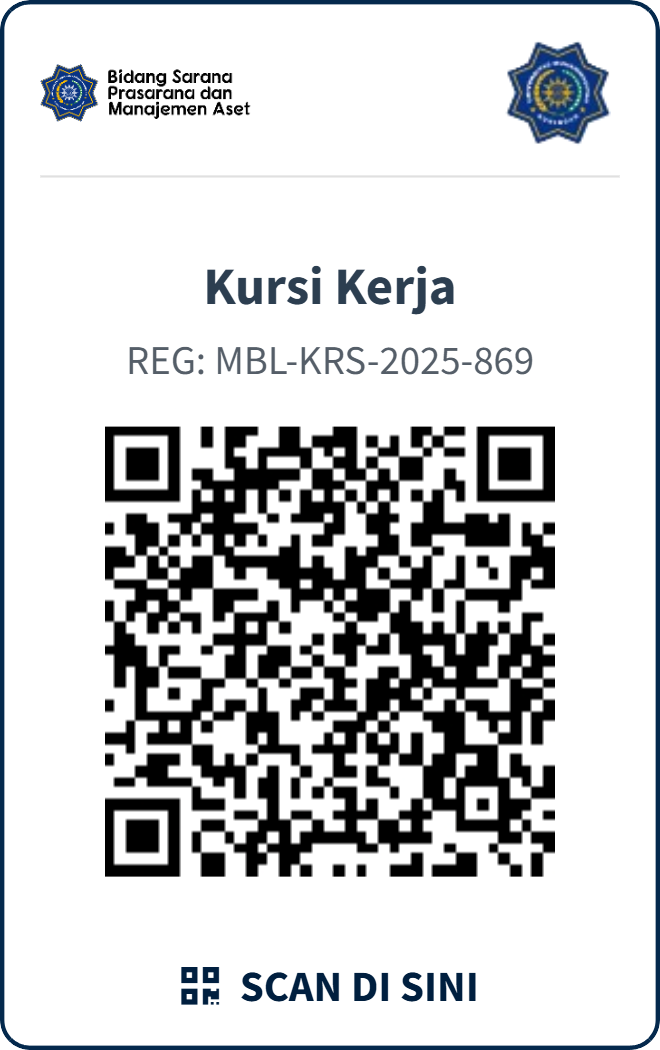 Bidang Sarana
Prasarana dan
Manajemen Aset
Kursi Kerja
REG: MBL-KRS-2025-869
SCAN DI SINI